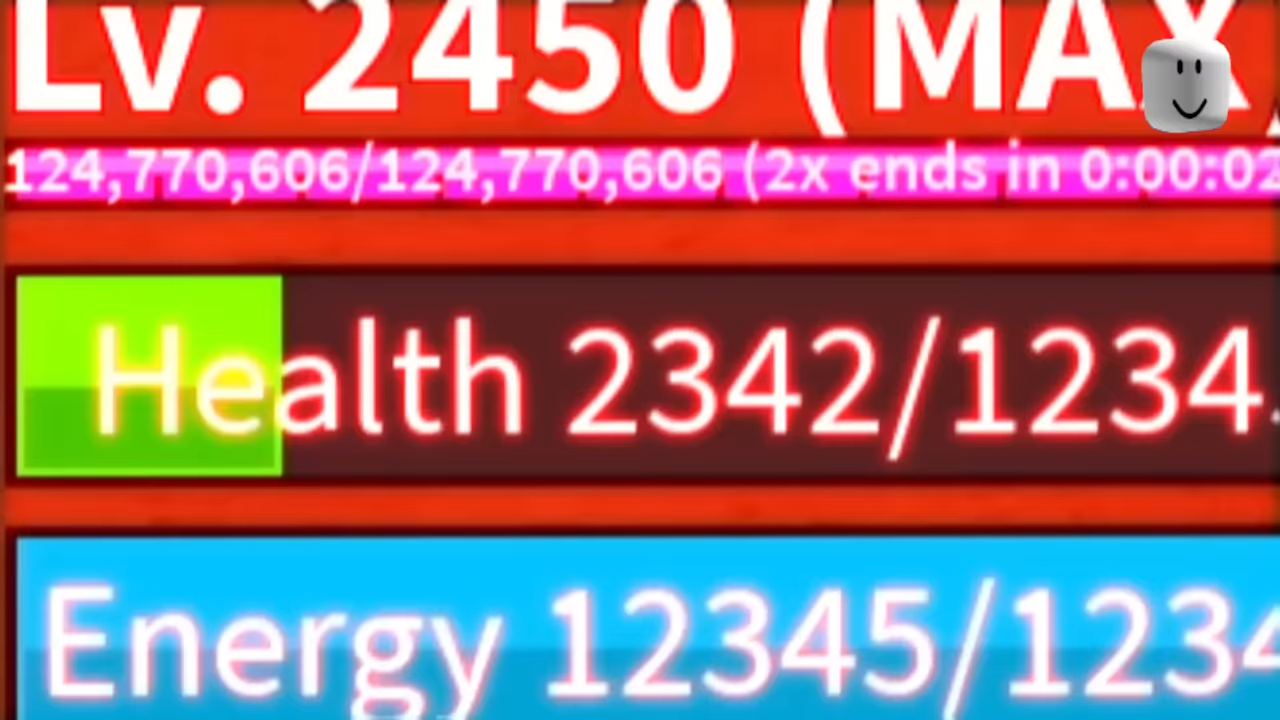 Lv. 2450 (MAX)
124,770,606/124,770,606 (2x ends in 0:00:02
Health 2342/1234
Energy 12345/1234